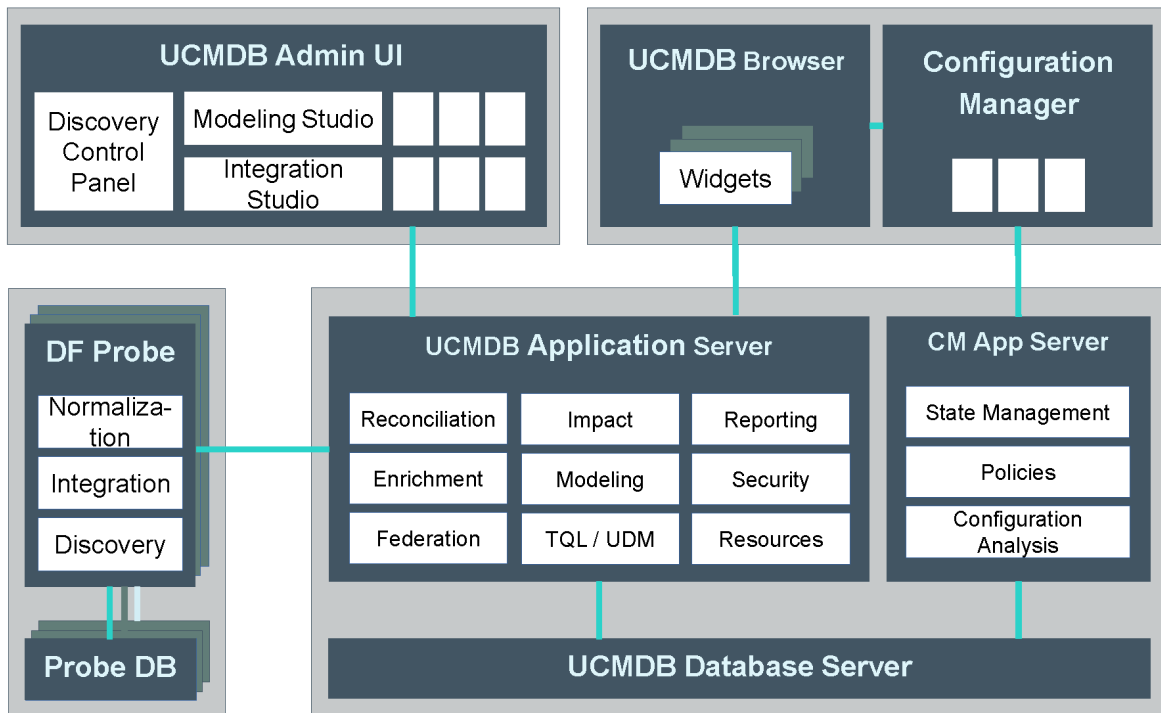 UCMDB Admin UI
Discovery
Control
Panel
Modeling Studio
Integration
Studio
UCMDB Browser
Widgets
Configuration
Manager
DF Probe
Normaliza-
tion
Integration
Discovery
Probe DB
UCMDB Application Server
Reconciliation
Impact
Reporting
Enrichment
Modeling
Security
Federation
TQL / UDM
Resources
CM App Server
State Management
Policies
Configuration
Analysis
UCMDB Database Server